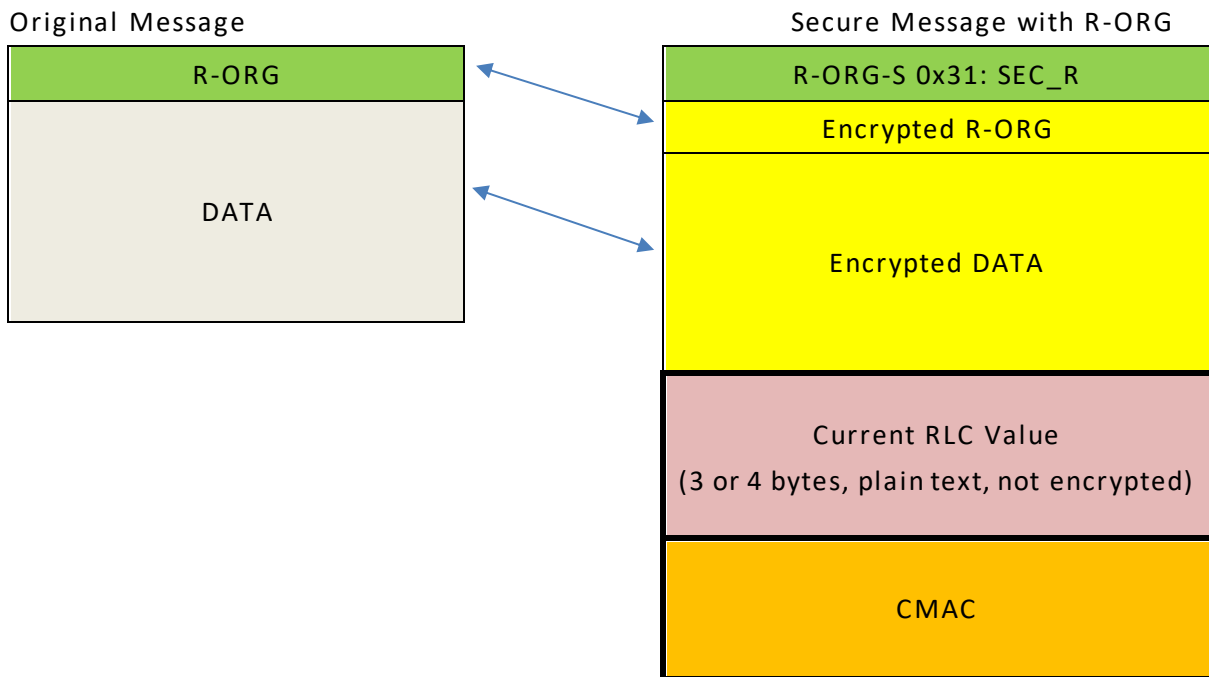 Original Message
R-ORG
DATA
Secure Message with R-ORG
R-ORG-S 0x31: SEC_R
Encrypted R-ORG
Encrypted DATA
Current RLC Value
(3 or 4 bytes, plain text, not encrypted)
CMAC